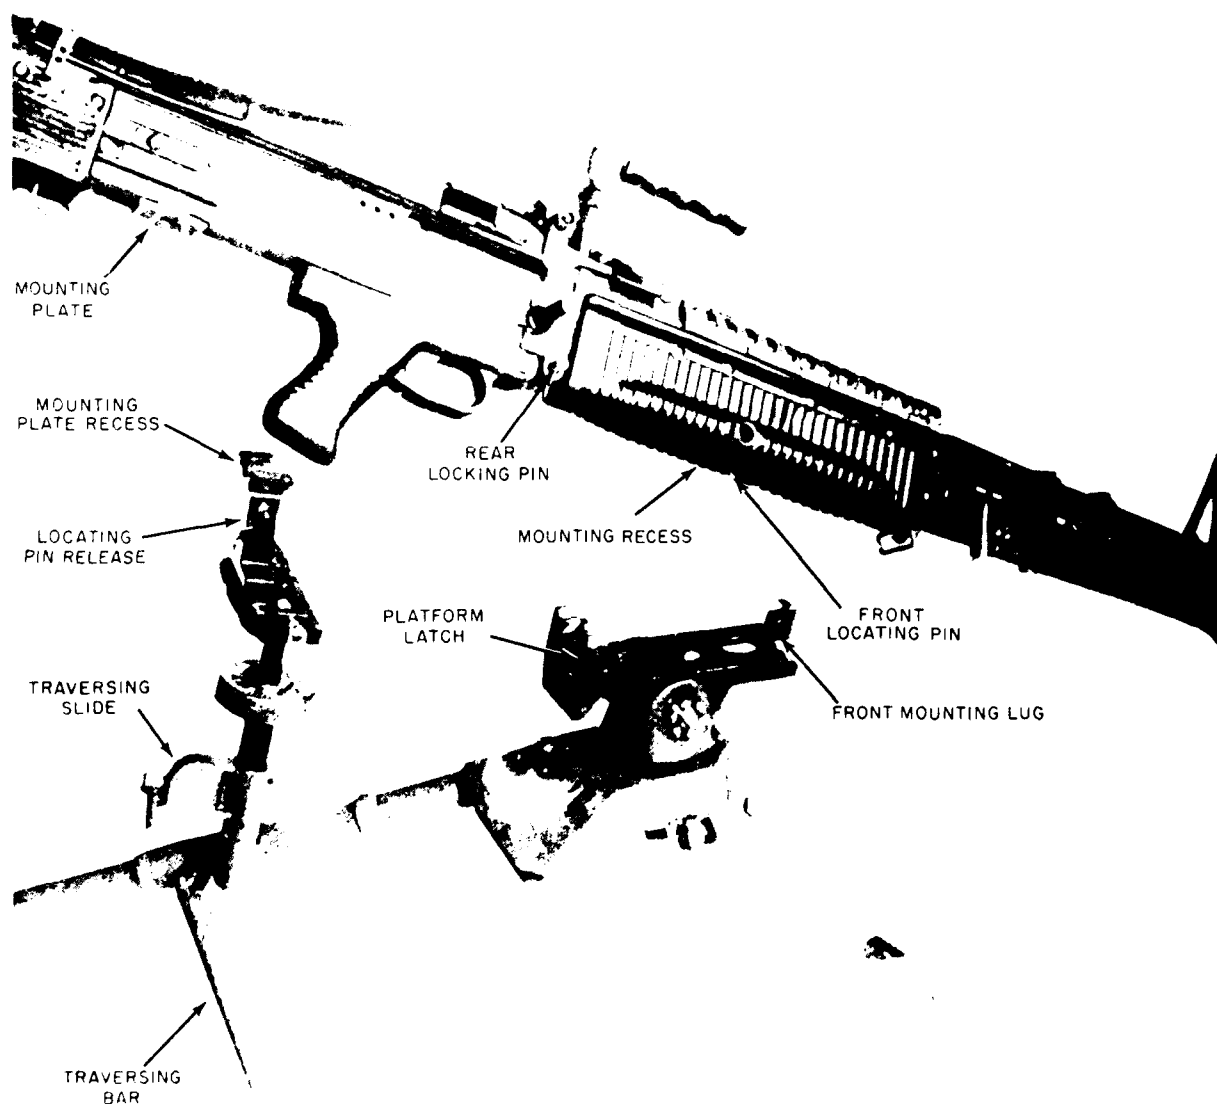 MOUNTING
PLATE
MOUNTING
PLATE RECESS
LOCATING
PIN RELEASE
TRAVERSING
SLIDE
TRAVERSING
BAR
REAR
LOCKING PIN
MOUNTING RECESS
PLATFORM
LATCH
FRONT
LOCATING PIN
FRONT MOUNTING LUG